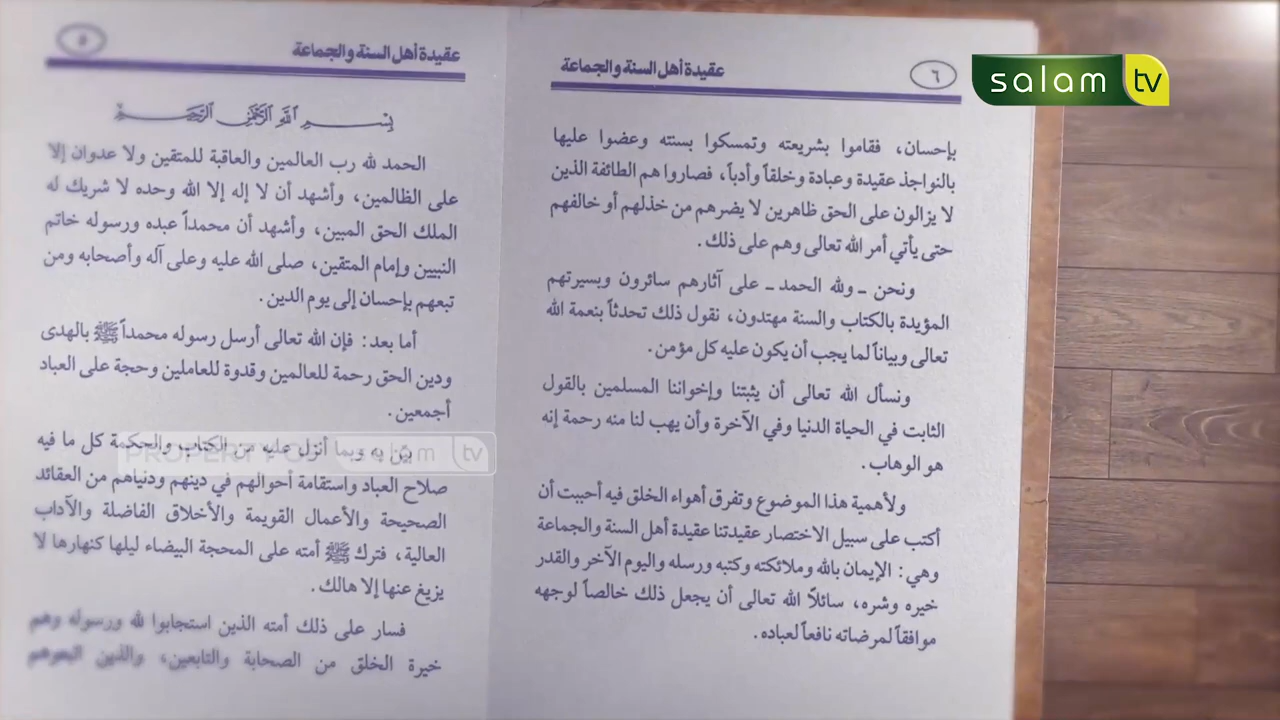 عقيدة أهل السنة والجماعة
٥
بسم الله الرحمن الرحيم
الحمد لله رب العالمين والعاقبة للمتقين ولا عدوان إلا
على الظالمين، وأشهد أن لا إله إلا الله وحده لا شريك له
الملك الحق المبين، وأشهد أن محمداً عبده ورسوله خاتم
النبيين وإمام المتقين، صلى الله عليه وعلى آله وأصحابه ومن
تبعهم بإحسان إلى يوم الدين.
أما بعد: فإن الله تعالى أرسل رسوله محمداً ﷺ بالهدى
ودين الحق رحمة للعالمين وقدوة للعاملين وحجة على العباد
أجمعين.
بيّن به وبما أنزل عليه من الكتاب والحكمة كل ما فيه
صلاح العباد واستقامة أحوالهم في دينهم ودنياهم من العقائد
الصحيحة والأعمال القويمة والأخلاق الفاضلة والآداب
العالية، فترك ﷺ أمته على المحجة البيضاء ليلها كنهارها لا
يزيغ عنها إلا هالك.
فسار على ذلك أمته الذين استجابوا لله ورسوله وهم
خيرة الخلق من الصحابة والتابعين، والذين اتبعوهم
٦
عقيدة أهل السنة والجماعة
بإحسان، فقاموا بشريعته وتمسكوا بسنته وعضوا عليها
بالنواجذ عقيدة وعبادة وخلقاً وأدباً، فصاروا هم الطائفة الذين
لا يزالون على الحق ظاهرين لا يضرهم من خذلهم أو خالفهم
حتى يأتي أمر الله تعالى وهم على ذلك.
ونحن ـ ولله الحمد ـ على آثارهم سائرون وبسيرتهم
المؤيدة بالكتاب والسنة مهتدون، نقول ذلك تحدثاً بنعمة الله
تعالى وبياناً لما يجب أن يكون عليه كل مؤمن.
ونسأل الله تعالى أن يثبتنا وإخواننا المسلمين بالقول
الثابت في الحياة الدنيا وفي الآخرة وأن يهب لنا منه رحمة إنه
هو الوهاب.
ولأهمية هذا الموضوع وتفرق أهواء الخلق فيه أحببت أن
أكتب على سبيل الاختصار عقيدتنا عقيدة أهل السنة والجماعة
وهي: الإيمان بالله وملائكته وكتبه ورسله واليوم الآخر والقدر
خيره وشره، سائلاً الله تعالى أن يجعل ذلك خالصاً لوجهه
موافقاً لمرضاته نافعاً لعباده.
salam tv
PROPERTY OF salam tv